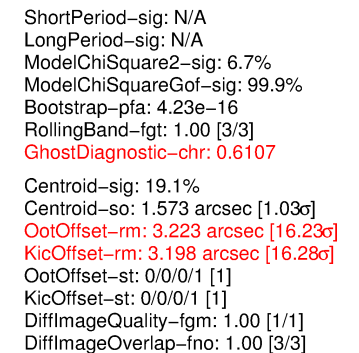 ShortPeriod−sig: N/A
LongPeriod−sig: N/A
ModelChiSquare2−sig: 6.7%
ModelChiSquareGof−sig: 99.9%
Bootstrap−pfa: 4.23e−16
RollingBand−fgt: 1.00 [3/3]
GhostDiagnostic−chr: 0.6107
Centroid−sig: 19.1%
Centroid−so: 1.573 arcsec [1.03σ]
OotOffset−rm: 3.223 arcsec [16.23σ]
KicOffset−rm: 3.198 arcsec [16.28σ]
OotOffset−st: 0/0/0/1 [1]
KicOffset−st: 0/0/0/1 [1]
DiffImageQuality−fgm: 1.00 [1/1]
DiffImageOverlap−fno: 1.00 [3/3]